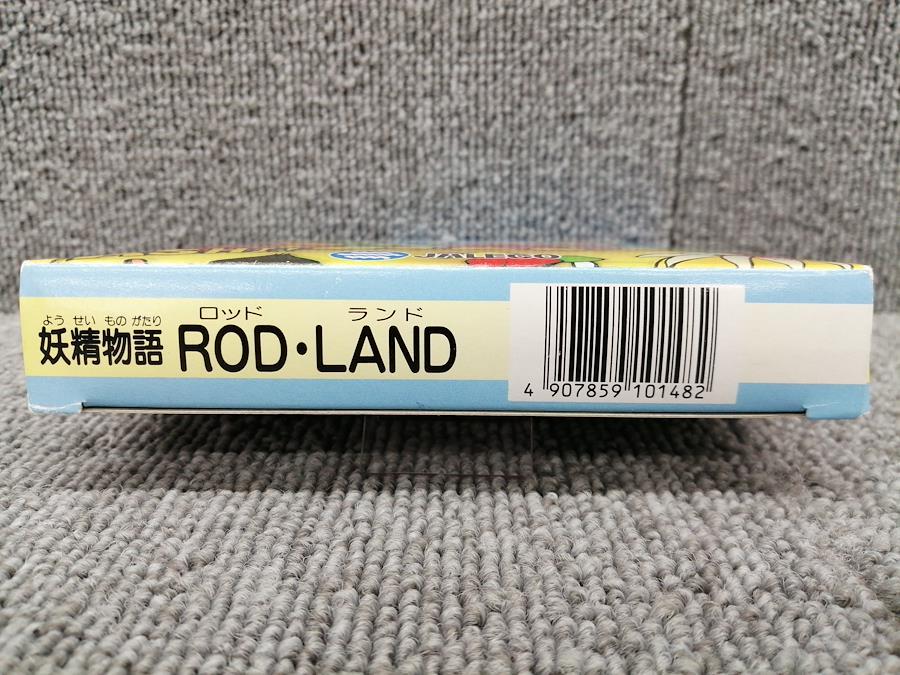 JALECO
よう せい もの がたり
妖精物語
ロッド ランド
ROD・LAND
4 907859 101482